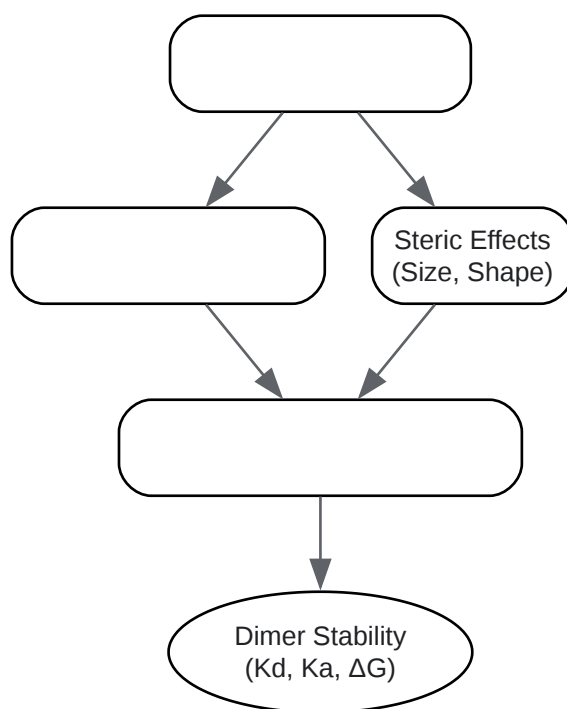 Steric Effects
(Size, Shape)
Dimer Stability
(Kd, Ka, ΔG)